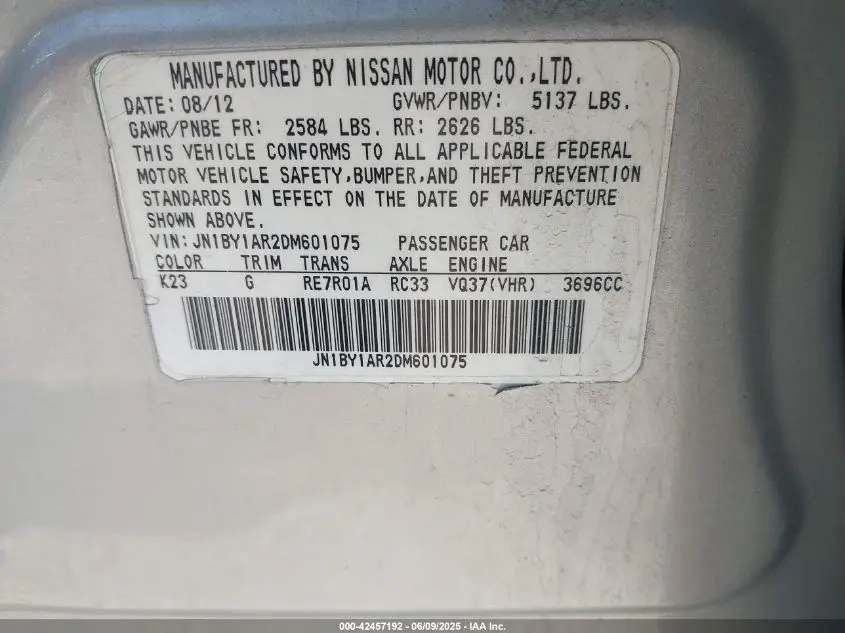 MANUFACTURED BY NISSAN MOTOR CO.,LTD.
DATE: 08/12 GVWR/PNBV: 5137 LBS.
GAWR/PNBE FR: 2584 LBS. RR: 2626 LBS.
THIS VEHICLE CONFORMS TO ALL APPLICABLE FEDERAL
MOTOR VEHICLE SAFETY,BUMPER,AND THEFT PREVENTION
STANDARDS IN EFFECT ON THE DATE OF MANUFACTURE
SHOWN ABOVE.
VIN: JN1BY1AR2DM601075 PASSENGER CAR
COLOR TRIM TRANS AXLE ENGINE
K23 G RE7R01A RC33 VQ37(VHR) 3696CC
JN1BY1AR2DM601075
000-42457192 - 06/09/2025 - IAA Inc.